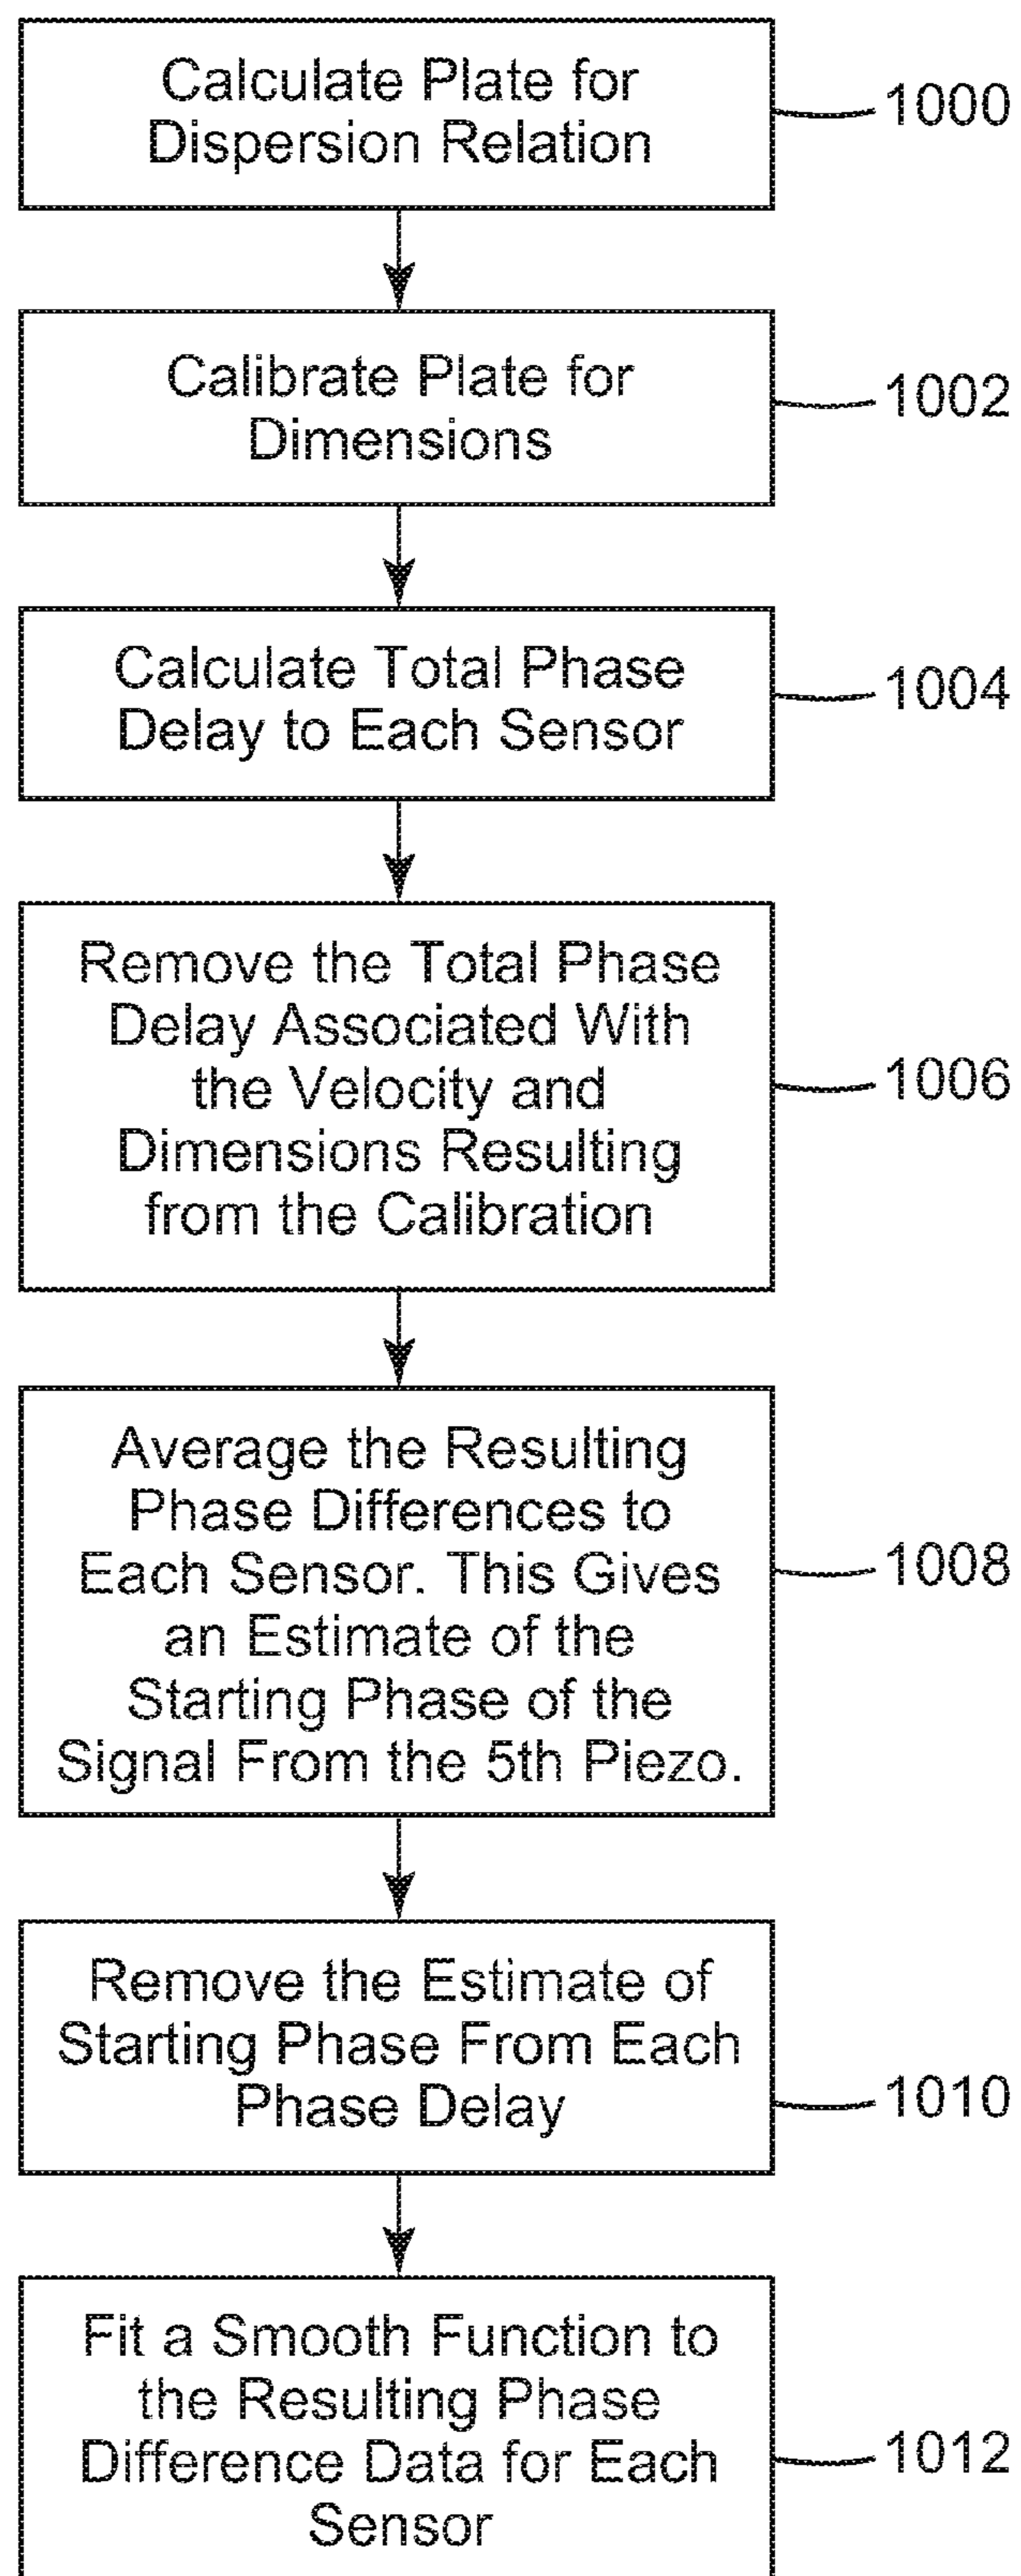 Calculate Plate for
Dispersion Relation
1000
Calibrate Plate for
Dimensions
1002
Calculate Total Phase
Delay to Each Sensor
1004
Remove the Total Phase
Delay Associated With
the Velocity and
Dimensions Resulting
from the Calibration
1006
Average the Resulting
Phase Differences to
Each Sensor. This Gives
an Estimate of the
Starting Phase of the
Signal From the 5th Piezo.
1008
Remove the Estimate of
Starting Phase From Each
Phase Delay
1010
Fit a Smooth Function to
the Resulting Phase
Difference Data for Each
Sensor
1012